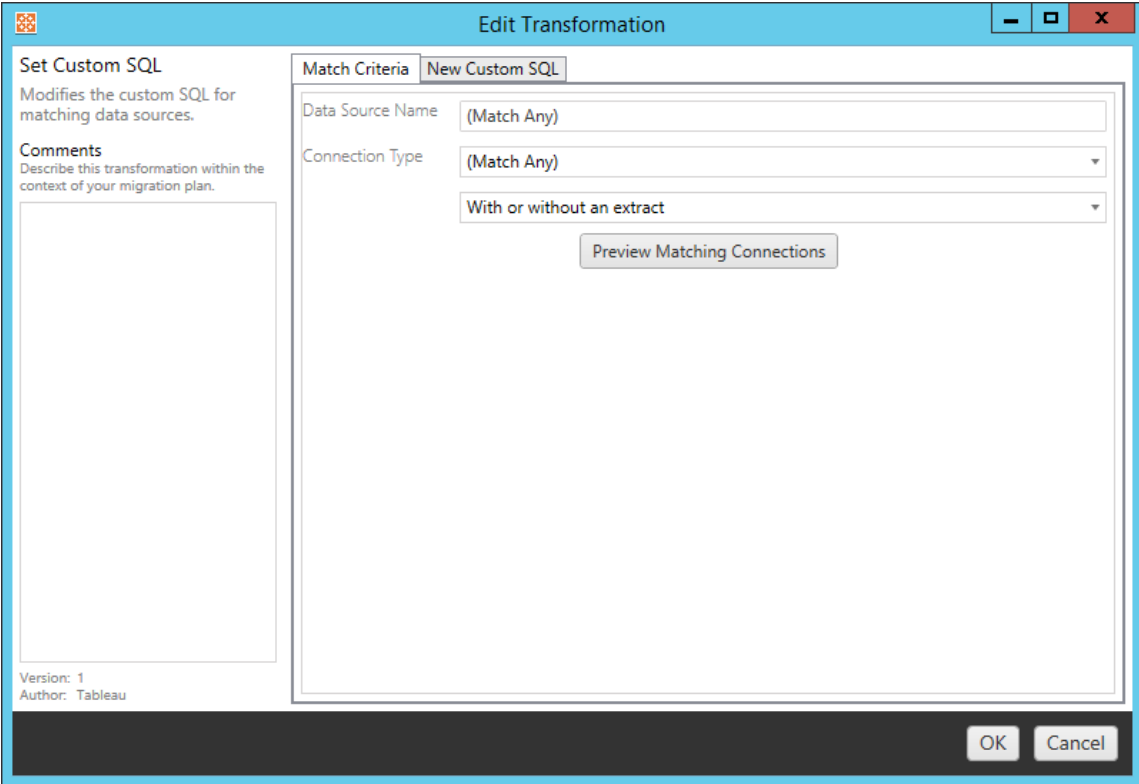 Edit Transformation
Set Custom SQL
Modifies the custom SQL for
matching data sources.
Comments
Describe this transformation within the
context of your migration plan.
Version: 1
Author: Tableau
Match Criteria
New Custom SQL
Data Source Name
(Match Any)
Connection Type
(Match Any)
With or without an extract
Preview Matching Connections
OK
Cancel